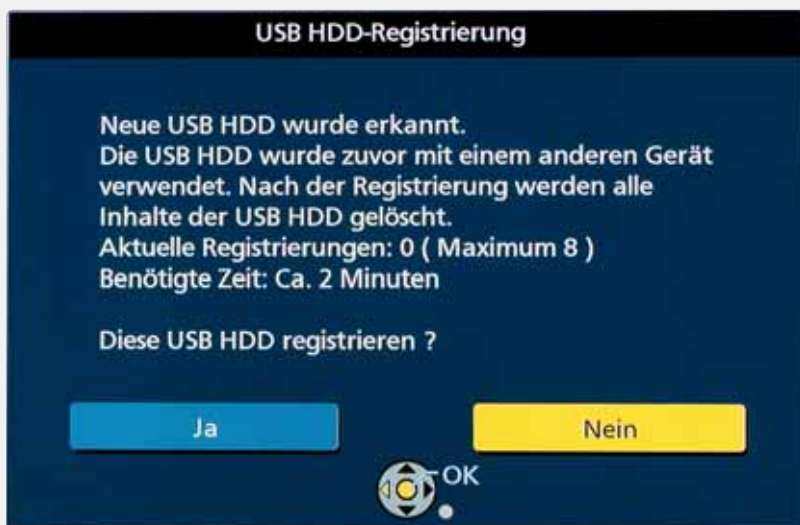 USB HDD-Registrierung
Neue USB HDD wurde erkannt.
Die USB HDD wurde zuvor mit einem anderen Gerät
verwendet. Nach der Registrierung werden alle
Inhalte der USB HDD gelöscht.
Aktuelle Registrierungen: 0 ( Maximum 8 )
Benötigte Zeit: Ca. 2 Minuten
Diese USB HDD registrieren ?
Ja
Nein
OK